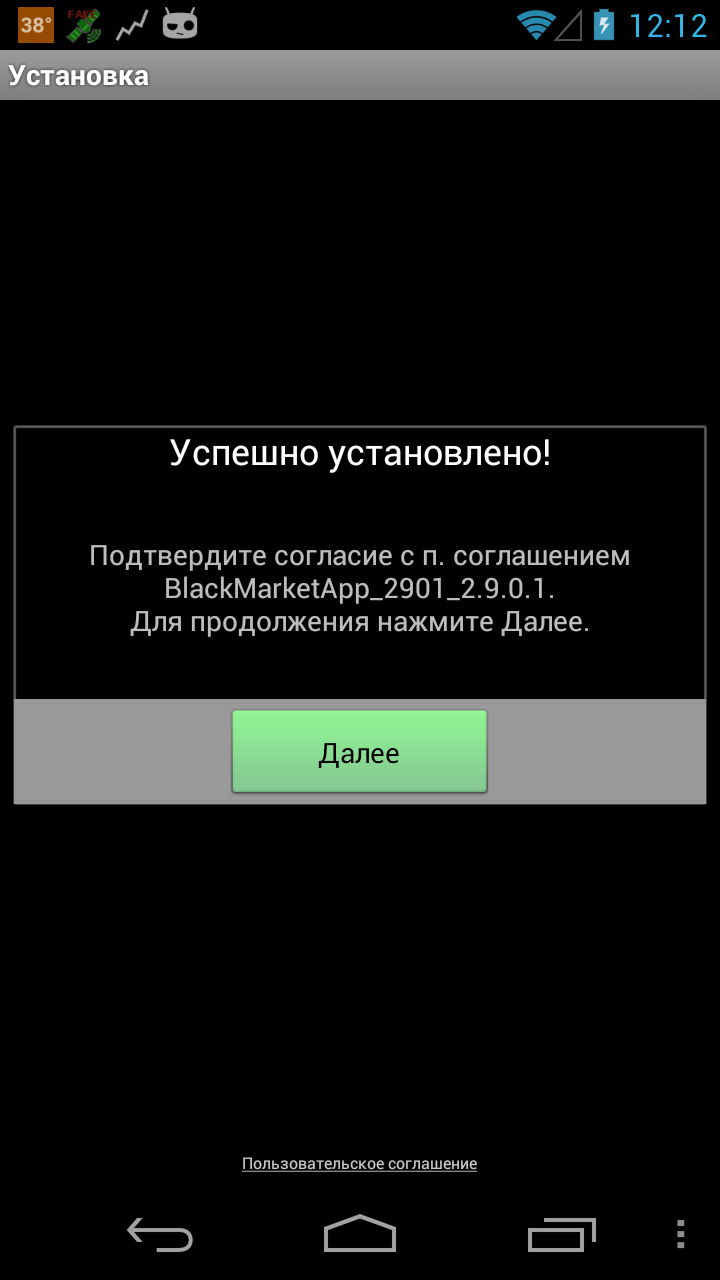 38°
FAKE
12:12
Установка
Успешно установлено!
Подтвердите согласие с п. соглашением
BlackMarketApp_2901_2.9.0.1.
Для продолжения нажмите Далее.
Далее
Пользовательское соглашение